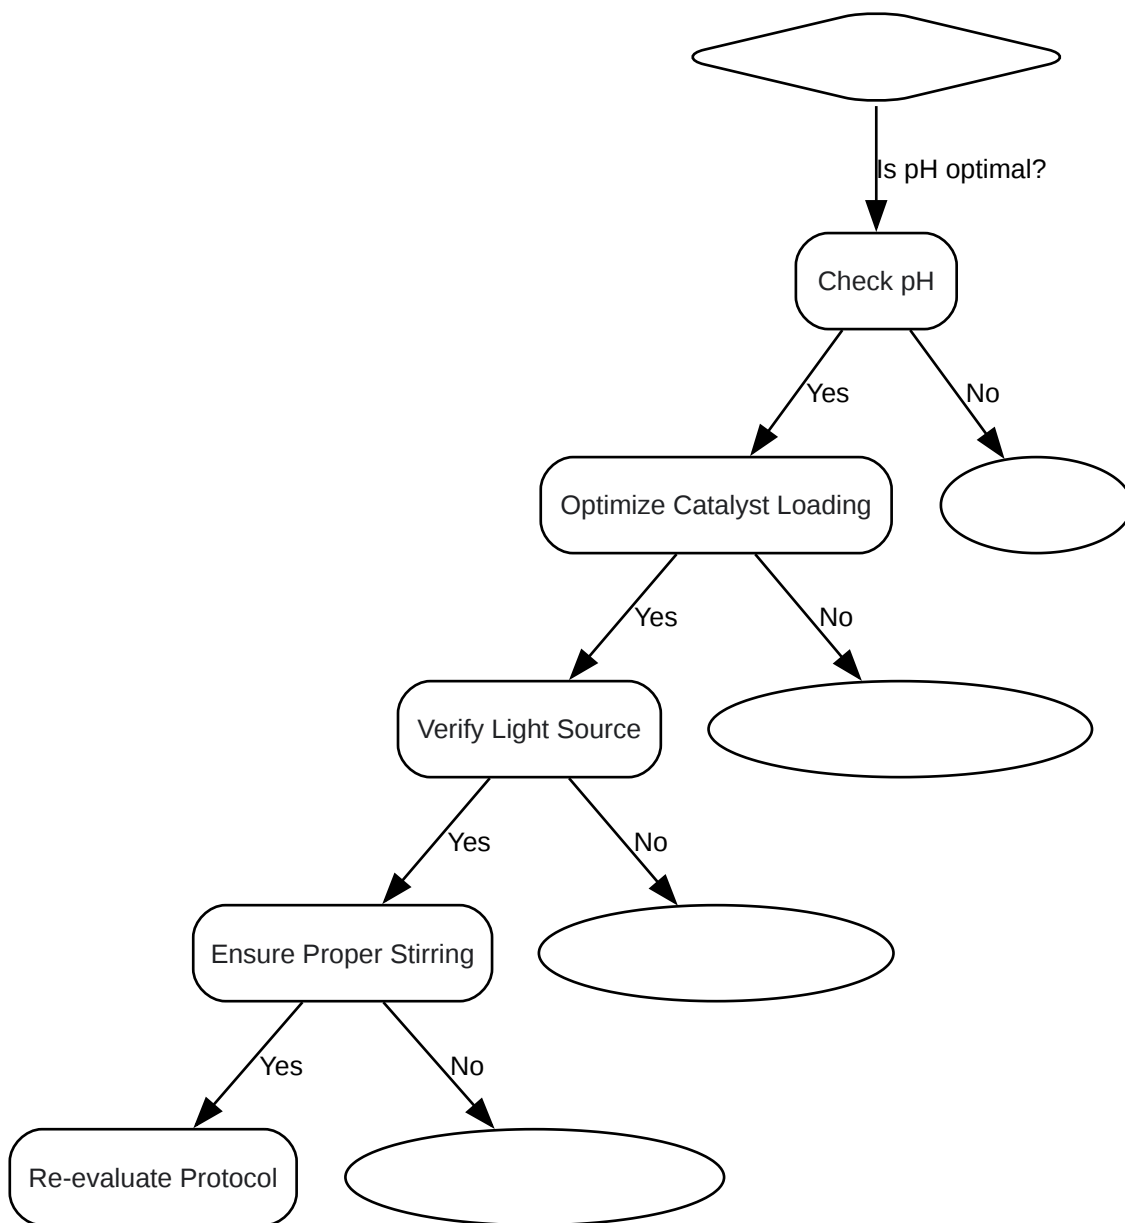 Is pH optimal?
Check pH
Yes
No
Optimize Catalyst Loading
Yes
No
Verify Light Source
Yes
No
Ensure Proper Stirring
Yes
No
Re-evaluate Protocol